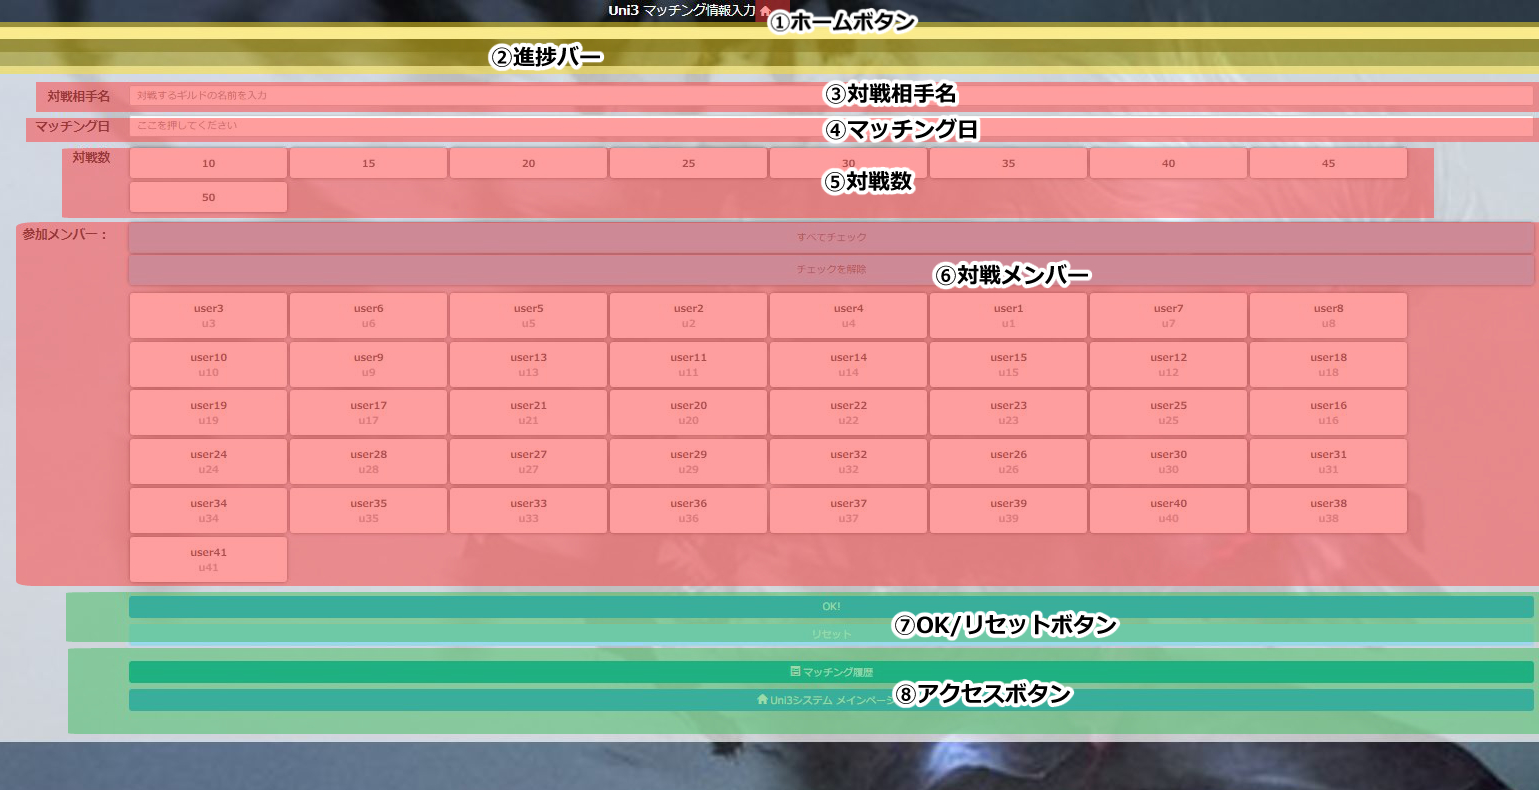 Uni3 マッチング情報入力
①ホームボタン
②進捗バー
対戦相手名 対戦するギルドの名前を入力 ③対戦相手名
マッチング日 ここを押してください ④マッチング日
対戦数 10 15 20 25 30 35 40 45
⑤対戦数
50
参加メンバー： すべてチェック
チェックを解除 ⑥対戦メンバー
user3 user6 user5 user2 user4 user1 user7 user8
u3 u6 u5 u2 u4 u1 u7 u8
user10 user9 user13 user11 user14 user15 user12 user18
u10 u9 u13 u11 u14 u15 u12 u18
user19 user17 user21 user20 user22 user23 user25 user16
u19 u17 u21 u20 u22 u23 u25 u16
user24 user28 user27 user29 user32 user26 user30 user31
u24 u28 u27 u29 u32 u26 u30 u31
user34 user35 user33 user36 user37 user39 user40 user38
u34 u35 u33 u36 u37 u39 u40 u38
user41
u41
OK!
⑦OK/リセットボタン
リセット
マッチング履歴
⑧アクセスボタン
Uni3システム メインページ